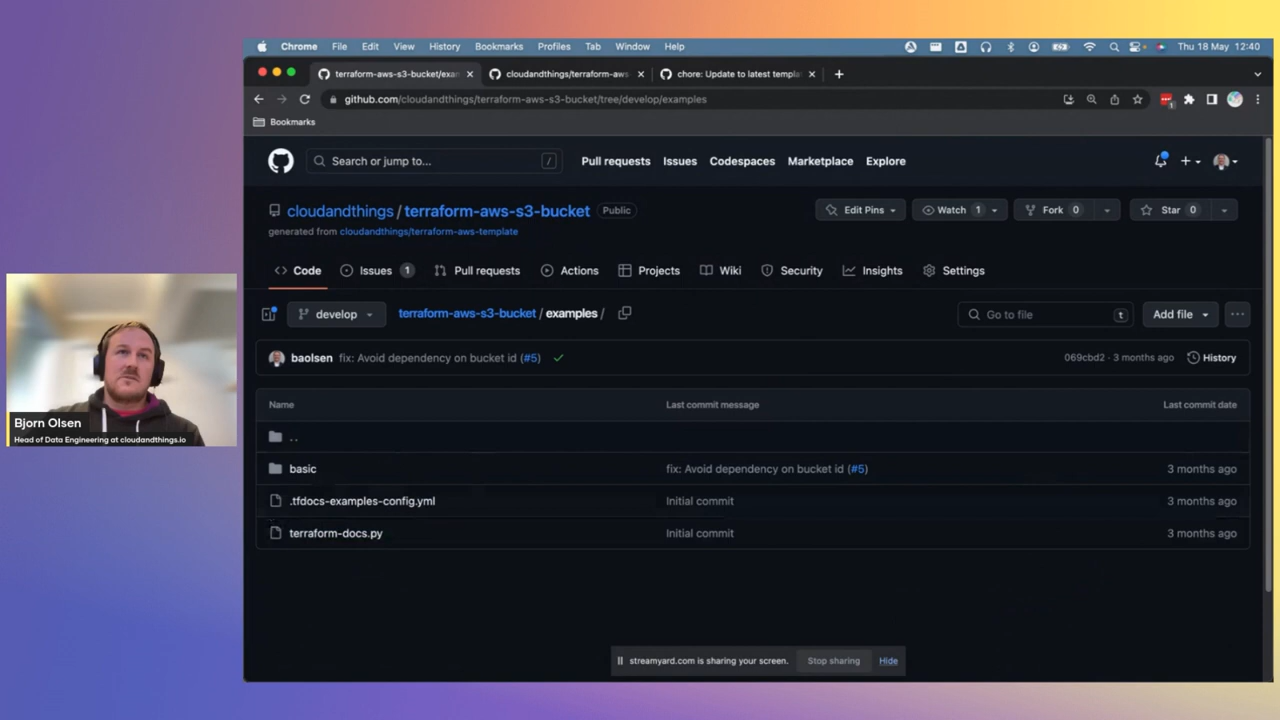 Chrome File Edit View History Bookmarks Profiles Tab Window Help Thu 18 May 12:40
terraform-aws-s3-bucket/exar cloudandthings/terraform-aws chore: Update to latest templa
github.com/cloudandthings/terraform-aws-s3-bucket/tree/develop/examples
Bookmarks
Search or jump to... / Pull requests Issues Codespaces Marketplace Explore
cloudandthings / terraform-aws-s3-bucket Public Edit Pins Watch 1 Fork 0 Star 0
generated from cloudandthings/terraform-aws-template
Code Issues 1 Pull requests Actions Projects Wiki Security Insights Settings
develop terraform-aws-s3-bucket / examples / Go to file t Add file
baolsen fix: Avoid dependency on bucket id (#5) 069cbd2 · 3 months ago History
Name Last commit message Last commit date
..
basic fix: Avoid dependency on bucket id (#5) 3 months ago
.tfdocs-examples-config.yml Initial commit 3 months ago
terraform-docs.py Initial commit 3 months ago
streamyard.com is sharing your screen. Stop sharing Hide
Bjorn Olsen
Head of Data Engineering at cloudandthings.io